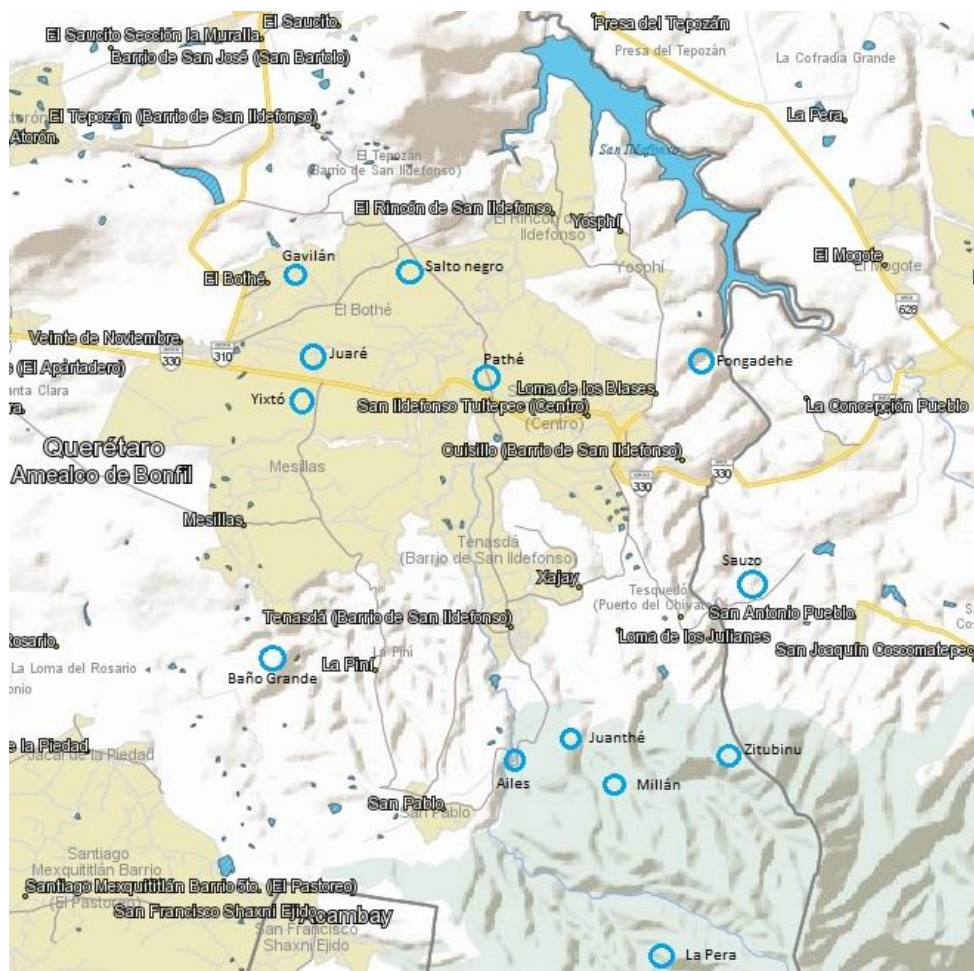 El Saucito.
Presa del Tepozán
El Saucito Sección la Muralla.
Presa del Tepozán
Barrio de San José (San Bartolo)
La Cofradía Grande
El Tepozán (Barrio de San Ildefonso)
La Pera.
Atorón.
San Ildefonso
El Tepozán
(Barrio de San Ildefonso)
El Rincón de San Ildefonso.
Yosphí
Ildefonso
Gavilán
Salto negro
El Mogote
El Mogote
El Bothé.
Yosphí
El Bothé
628
Veinte de Noviembre.
330
310
Juaré
Pathé
Pongadehe
(El Apartadero)
Santa Clara
Loma de los Blases.
Yixtó
San Ildefonso Tultepec (Centro)
La Concepción Pueblo
(Centro)
Querétaro
Cuisillo (Barrio de San Ildefonso)
Amealco de Bonfil
Mesillas
330
330
Mesillas.
Tenasdá
(Barrio de San Ildefonso)
Sauzo
Xajay
Tesquedó
(Puerto del Chivato)
San Antonio Pueblo.
Tenasdá (Barrio de San Ildefonso)
Loma de los Julianes
Rosario.
San Joaquín Coscomatepec
La Piní
La Piní.
La Loma del Rosario
Baño Grande
Juanthé
Zitubinu
de la Piedad
Jacal de la Piedad
Ailes
Millán
San Pablo.
San Pablo
Santiago
Mexquititlán Barrio
Santiago Mexquititlán Barrio 5to. (El Pastoreo)
(El Pastoreo)
San Francisco Shaxni Ejido
Acambay
San Francisco
Shaxni Ejido
La Pera